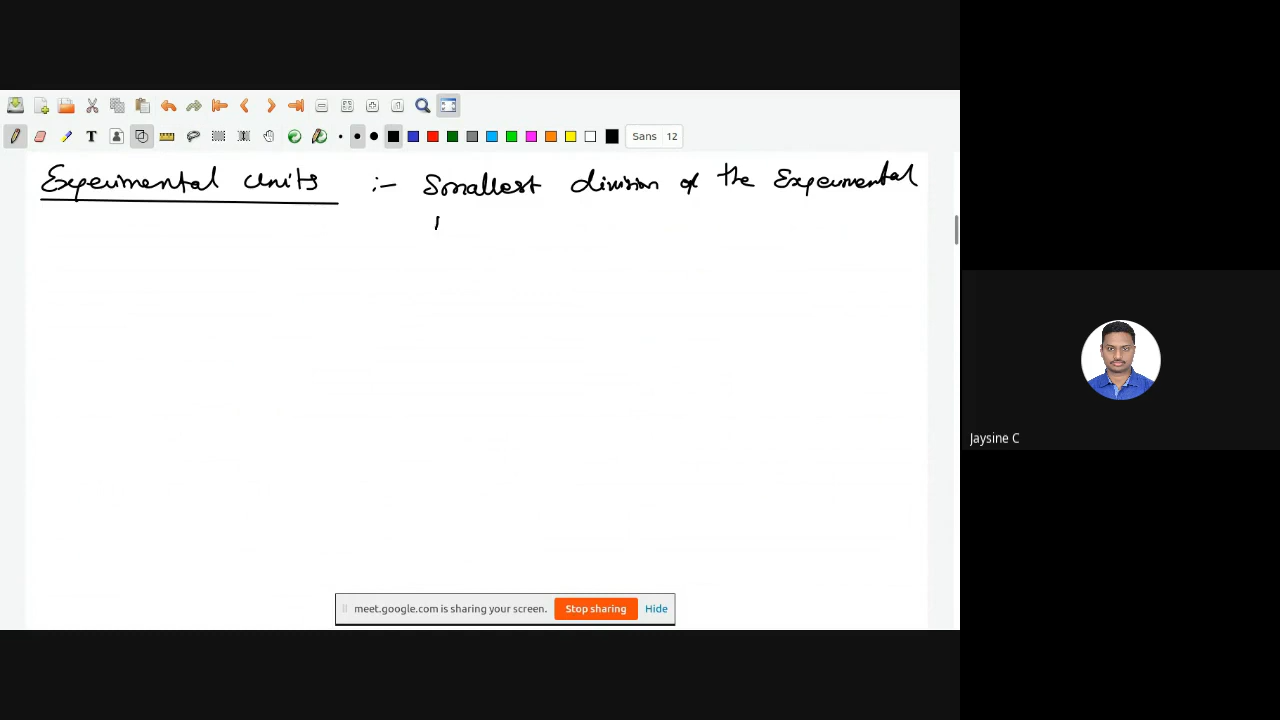 T
Sans 12
Experimental Units :- Smallest division of the Experimental
meet.google.com is sharing your screen. Stop sharing Hide
Jaysine C